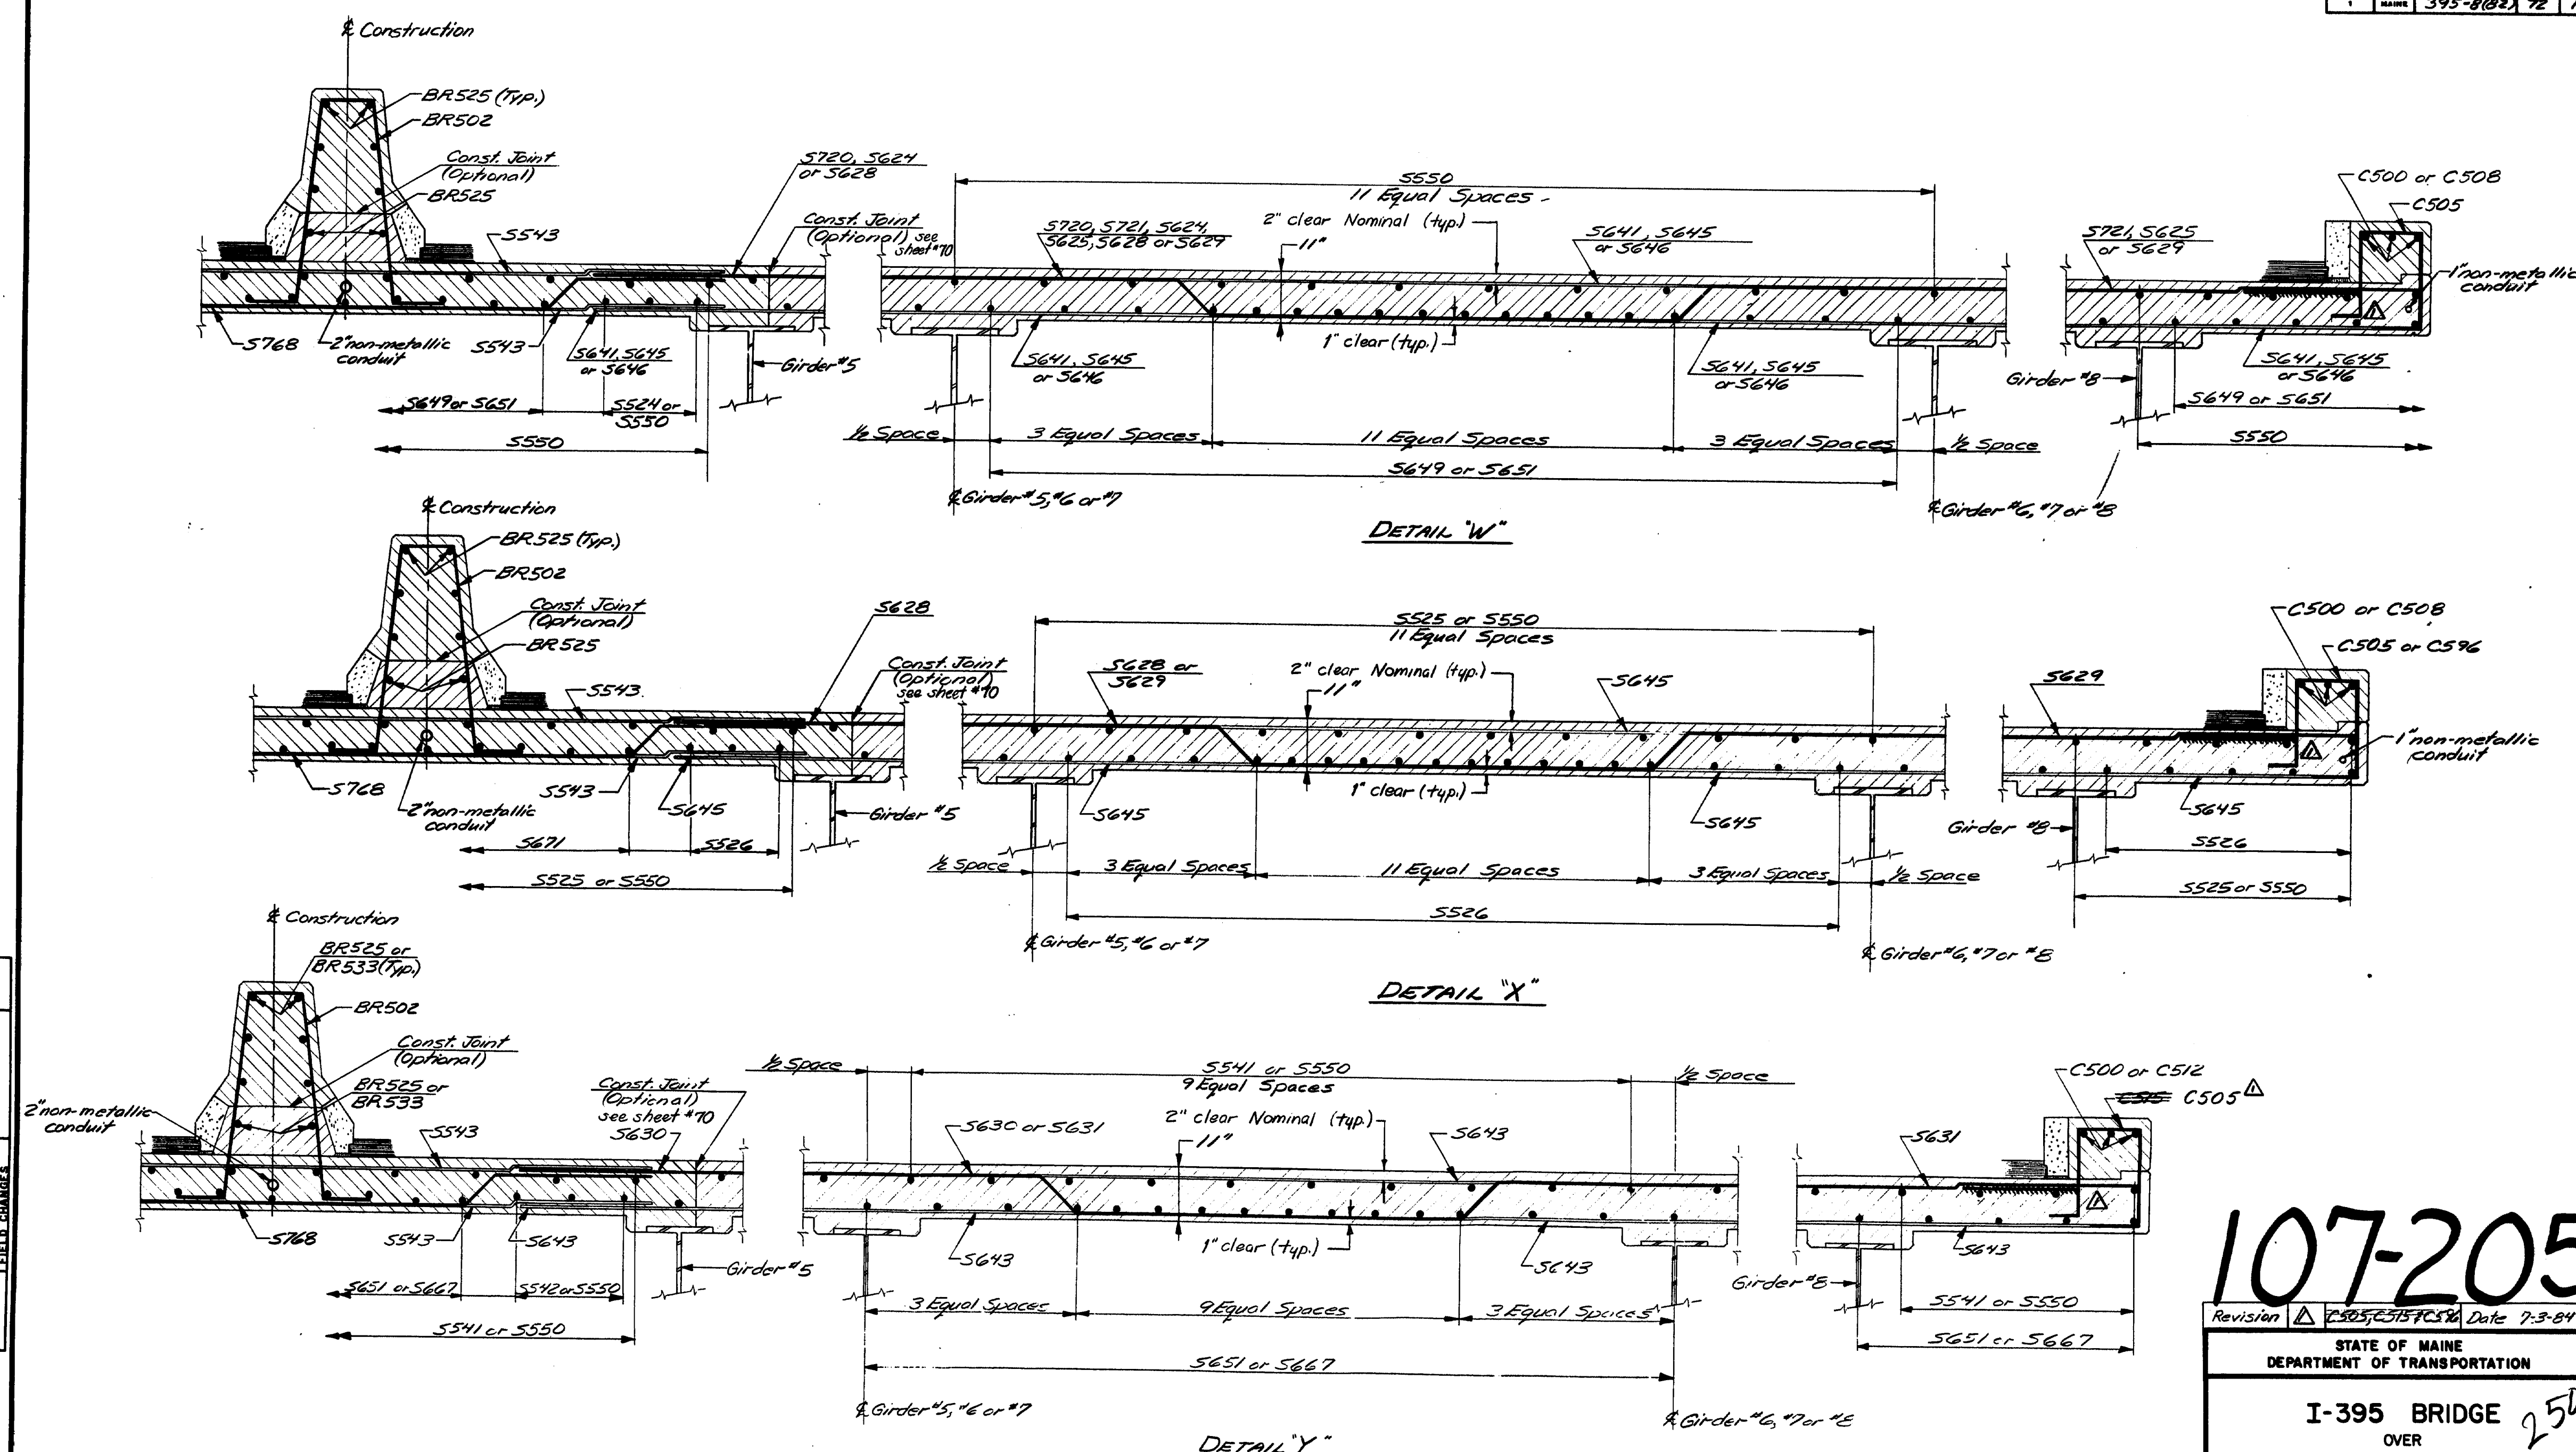 1 MAINE 395-8(82) 72
℄ Construction
BR525 (Typ.)
BR502
Const. Joint
(Optional)
BR525
S543
S720, S624
or S628
Const. Joint
(Optional) see
sheet #70
S768
2" non-metallic
conduit
S543
S641, S645
or S646
Girder #5
S649 or S651
S524 or
S550
S550
S550
11 Equal Spaces
2" clear Nominal (typ.)
11"
S720, S721, S624,
S625, S628 or S629
S641, S645
or S646
1" clear (typ.)
S641, S645
or S646
S641, S645
or S646
½ Space
3 Equal Spaces
11 Equal Spaces
3 Equal Spaces
½ Space
S649 or S651
℄ Girder #5, #6 or #7
℄ Girder #6, #7 or #8
C500 or C508
C505
S721, S625
or S629
1" non-metallic
conduit
S641, S645
or S646
Girder #8
S649 or S651
S550
DETAIL "W"
℄ Construction
BR525 (Typ.)
BR502
Const. Joint
(Optional)
BR525
S543
S628
Const. Joint
(Optional)
see sheet #70
S768
2" non-metallic
conduit
S543
S645
Girder #5
S671
S526
S525 or S550
S525 or S550
11 Equal Spaces
2" clear Nominal (typ.)
11"
S628 or
S629
S645
1" clear (typ.)
S645
S645
½ Space
3 Equal Spaces
11 Equal Spaces
3 Equal Spaces
½ Space
S526
℄ Girder #5, #6 or #7
℄ Girder #6, #7 or #8
C500 or C508
C505 or C596
S629
1" non-metallic
conduit
S645
Girder #8
S526
S525 or S550
DETAIL "X"
℄ Construction
BR525 or
BR533 (Typ.)
BR502
Const. Joint
(Optional)
BR525 or
BR533
2" non-metallic
conduit
S543
Const. Joint
(Optional)
see sheet #70
S630
S768
S543
S643
Girder #5
S651 or S667
S542 or S550
S541 or S550
½ Space
S541 or S550
9 Equal Spaces
½ Space
2" clear Nominal (typ.)
11"
S630 or S631
S643
1" clear (typ.)
S643
S643
3 Equal Spaces
9 Equal Spaces
3 Equal Spaces
S651 or S667
℄ Girder #5, #6 or #7
℄ Girder #6, #7 or #8
C500 or C512
C515 C505 1
S631
S643
Girder #8
S541 or S550
S651 or S667
DETAIL "Y"
FIELD CHANGES
107-205
Revision 1 C505, C515 & C596 Date 7-3-84
STATE OF MAINE
DEPARTMENT OF TRANSPORTATION
I-395 BRIDGE
OVER